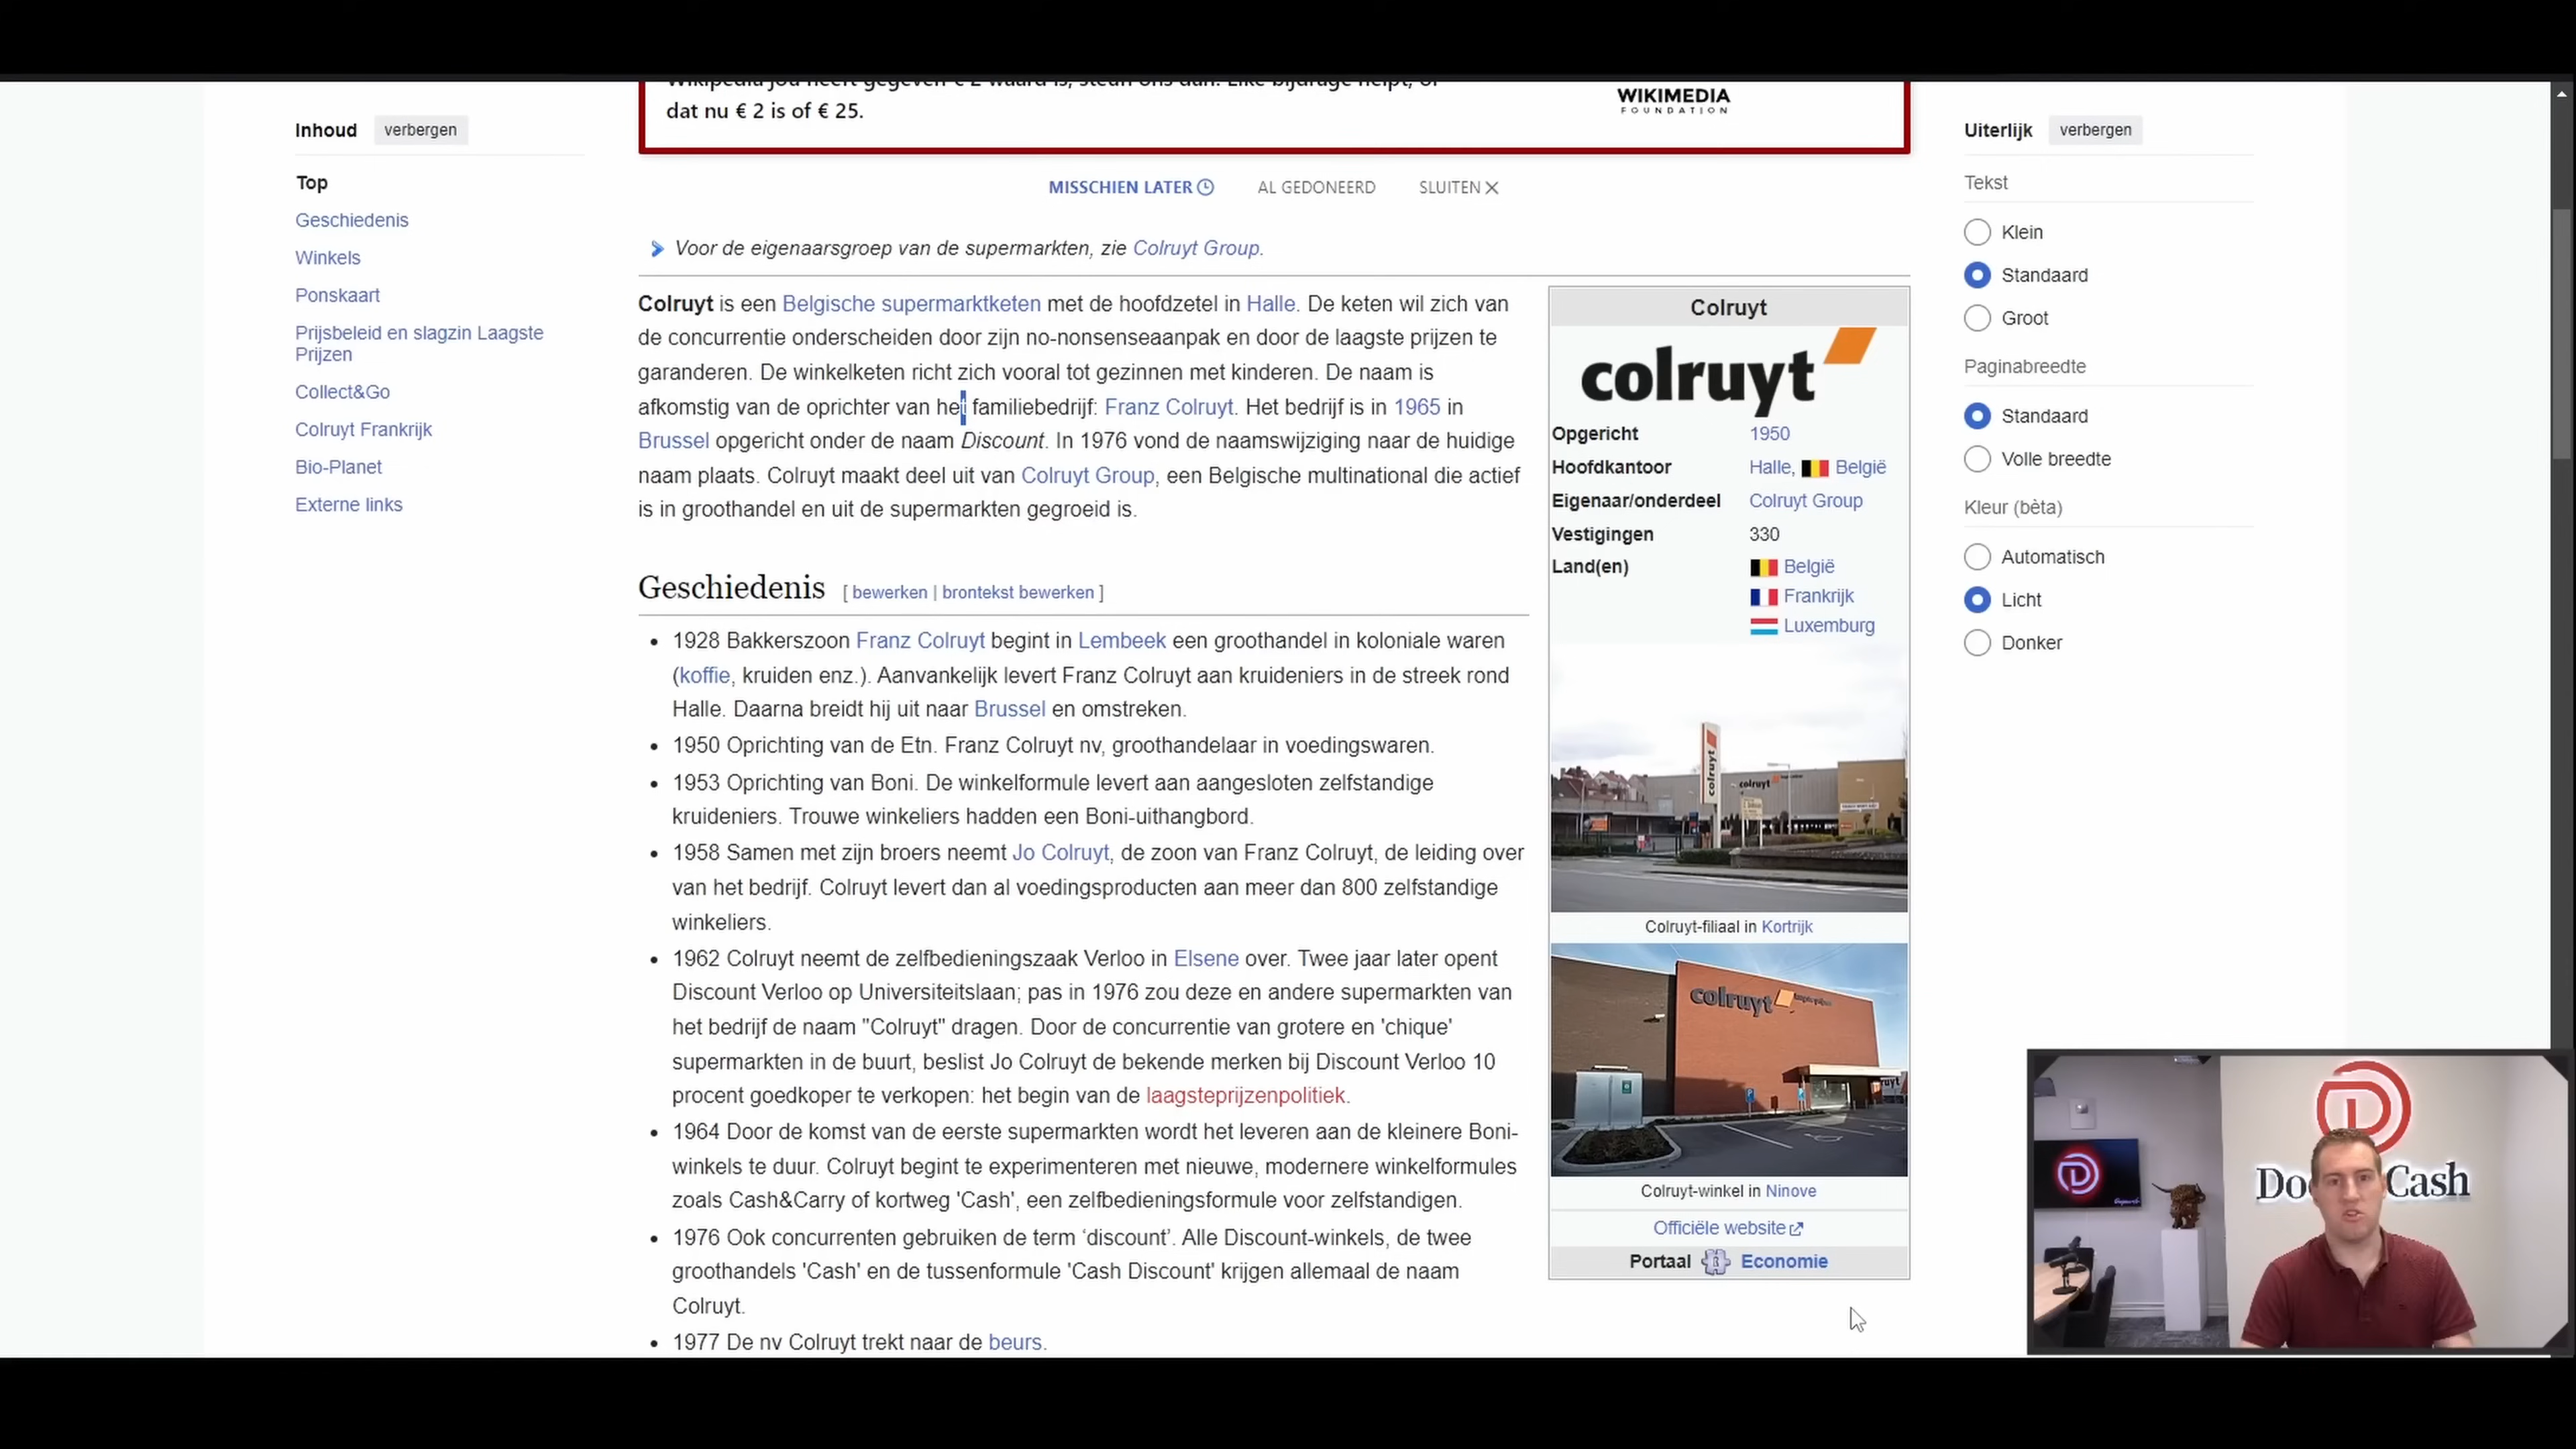 Wikipedia jou heeft gegeven € 2 waard is, steun ons dan. Elke bijdrage helpt, of
dat nu € 2 is of € 25.
WIKIMEDIA
FOUNDATION
MISSCHIEN LATER
AL GEDONEERD
SLUITEN
Inhoud
verbergen
Top
Geschiedenis
Winkels
Ponskaart
Prijsbeleid en slagzin Laagste
Prijzen
Collect&Go
Colruyt Frankrijk
Bio-Planet
Externe links
Voor de eigenaarsgroep van de supermarkten, zie Colruyt Group.
Colruyt is een Belgische supermarktketen met de hoofdzetel in Halle. De keten wil zich van
de concurrentie onderscheiden door zijn no-nonsenseaanpak en door de laagste prijzen te
garanderen. De winkelketen richt zich vooral tot gezinnen met kinderen. De naam is
afkomstig van de oprichter van het familiebedrijf: Franz Colruyt. Het bedrijf is in 1965 in
Brussel opgericht onder de naam Discount. In 1976 vond de naamswijziging naar de huidige
naam plaats. Colruyt maakt deel uit van Colruyt Group, een Belgische multinational die actief
is in groothandel en uit de supermarkten gegroeid is.
Geschiedenis [ bewerken | brontekst bewerken ]
1928 Bakkerszoon Franz Colruyt begint in Lembeek een groothandel in koloniale waren
(koffie, kruiden enz.). Aanvankelijk levert Franz Colruyt aan kruideniers in de streek rond
Halle. Daarna breidt hij uit naar Brussel en omstreken.
1950 Oprichting van de Etn. Franz Colruyt nv, groothandelaar in voedingswaren.
1953 Oprichting van Boni. De winkelformule levert aan aangesloten zelfstandige
kruideniers. Trouwe winkeliers hadden een Boni-uithangbord.
1958 Samen met zijn broers neemt Jo Colruyt, de zoon van Franz Colruyt, de leiding over
van het bedrijf. Colruyt levert dan al voedingsproducten aan meer dan 800 zelfstandige
winkeliers.
1962 Colruyt neemt de zelfbedieningszaak Verloo in Elsene over. Twee jaar later opent
Discount Verloo op Universiteitslaan; pas in 1976 zou deze en andere supermarkten van
het bedrijf de naam "Colruyt" dragen. Door de concurrentie van grotere en 'chique'
supermarkten in de buurt, beslist Jo Colruyt de bekende merken bij Discount Verloo 10
procent goedkoper te verkopen: het begin van de laagsteprijzenpolitiek.
1964 Door de komst van de eerste supermarkten wordt het leveren aan de kleinere Boni-
winkels te duur. Colruyt begint te experimenteren met nieuwe, modernere winkelformules
zoals Cash&Carry of kortweg 'Cash', een zelfbedieningsformule voor zelfstandigen.
1976 Ook concurrenten gebruiken de term ‘discount’. Alle Discount-winkels, de twee
groothandels 'Cash' en de tussenformule 'Cash Discount' krijgen allemaal de naam
Colruyt.
1977 De nv Colruyt trekt naar de beurs.
Colruyt
colruyt
Opgericht 1950
Hoofdkantoor Halle, België
Eigenaar/onderdeel Colruyt Group
Vestigingen 330
Land(en) België
Frankrijk
Luxemburg
colruyt
colruyt
Colruyt-filiaal in Kortrijk
colruyt
Colruyt-winkel in Ninove
Officiële website
Portaal Economie
Uiterlijk
verbergen
Tekst
Klein
Standaard
Groot
Paginabreedte
Standaard
Volle breedte
Kleur (bèta)
Automatisch
Licht
Donker
Cash